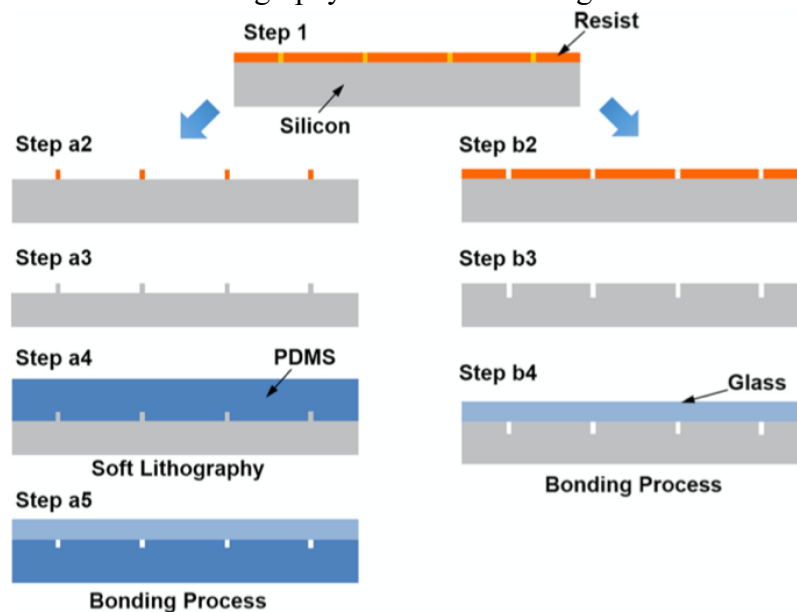 Step 1
Resist
Silicon
Step a2
Step a3
Step a4
PDMS
Soft Lithography
Step a5
Bonding Process
Step b2
Step b3
Step b4
Glass
Bonding Process